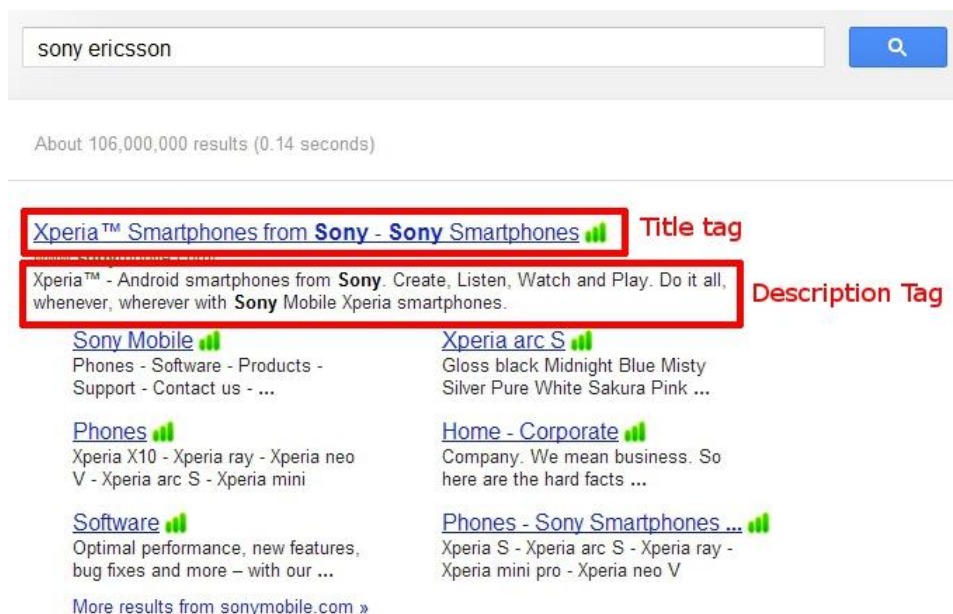 sony ericsson
About 106,000,000 results (0.14 seconds)
Xperia™ Smartphones from Sony - Sony Smartphones
Title tag
Xperia™ - Android smartphones from Sony. Create, Listen, Watch and Play. Do it all,
whenever, wherever with Sony Mobile Xperia smartphones.
Description Tag
Sony Mobile
Phones - Software - Products -
Support - Contact us - ...
Xperia arc S
Gloss black Midnight Blue Misty
Silver Pure White Sakura Pink ...
Phones
Xperia X10 - Xperia ray - Xperia neo
V - Xperia arc S - Xperia mini
Home - Corporate
Company. We mean business. So
here are the hard facts ...
Software
Optimal performance, new features,
bug fixes and more – with our ...
Phones - Sony Smartphones ...
Xperia S - Xperia arc S - Xperia ray -
Xperia mini pro - Xperia neo V
More results from sonymobile.com »